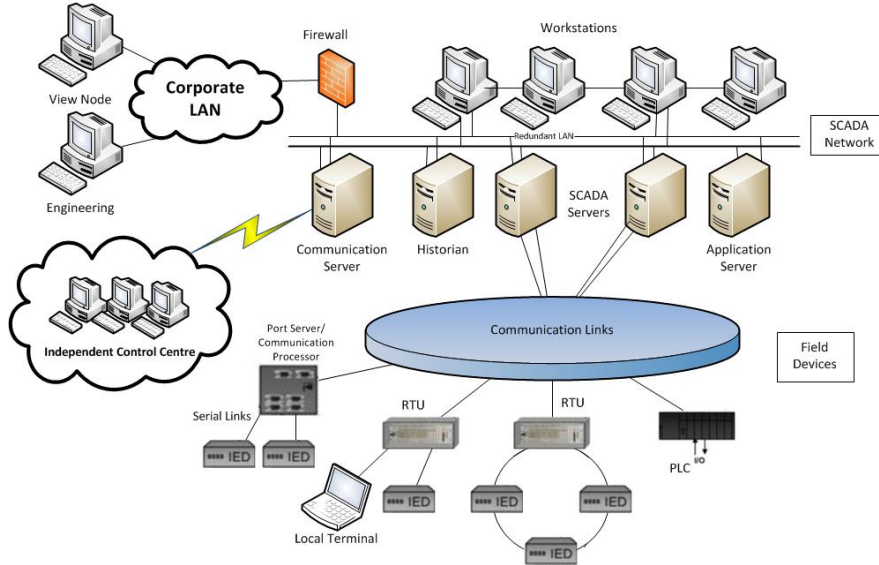 Firewall
Workstations
View Node
Corporate
LAN
Redundant LAN
SCADA
Network
Engineering
Communication
Server
Historian
SCADA
Servers
Application
Server
Independent Control Centre
Port Server/
Communication
Processor
Communication Links
Field
Devices
Serial Links
RTU
RTU
IED
IED
IED
IED
IED
IED
PLC
I/O
Local Terminal